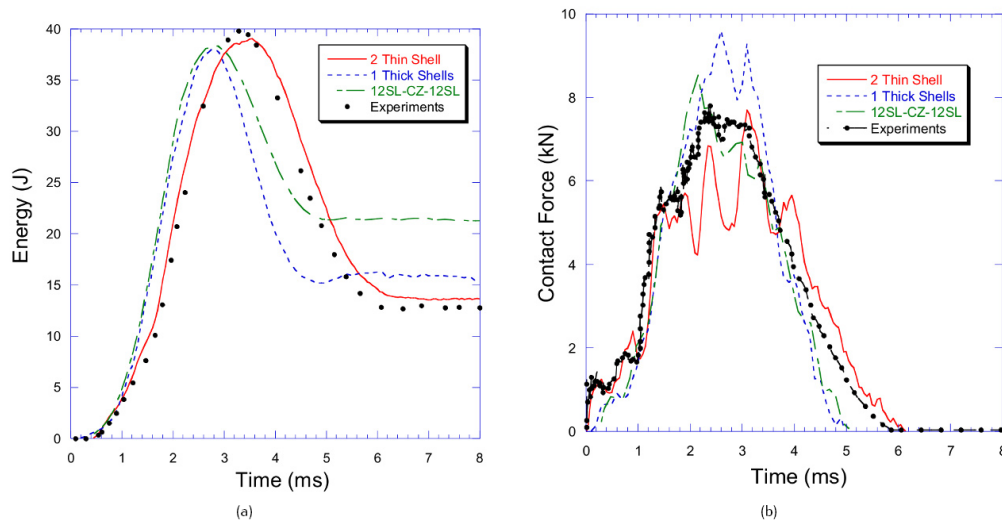 40
35
30
25
20
15
10
5
0
Energy (J)
2 Thin Shell
1 Thick Shells
12SL-CZ-12SL
Experiments
0 1 2 3 4 5 6 7 8
Time (ms)
(a)
10
8
6
4
2
0
Contact Force (kN)
2 Thin Shell
1 Thick Shells
12SL-CZ-12SL
Experiments
0 1 2 3 4 5 6 7 8
Time (ms)
(b)